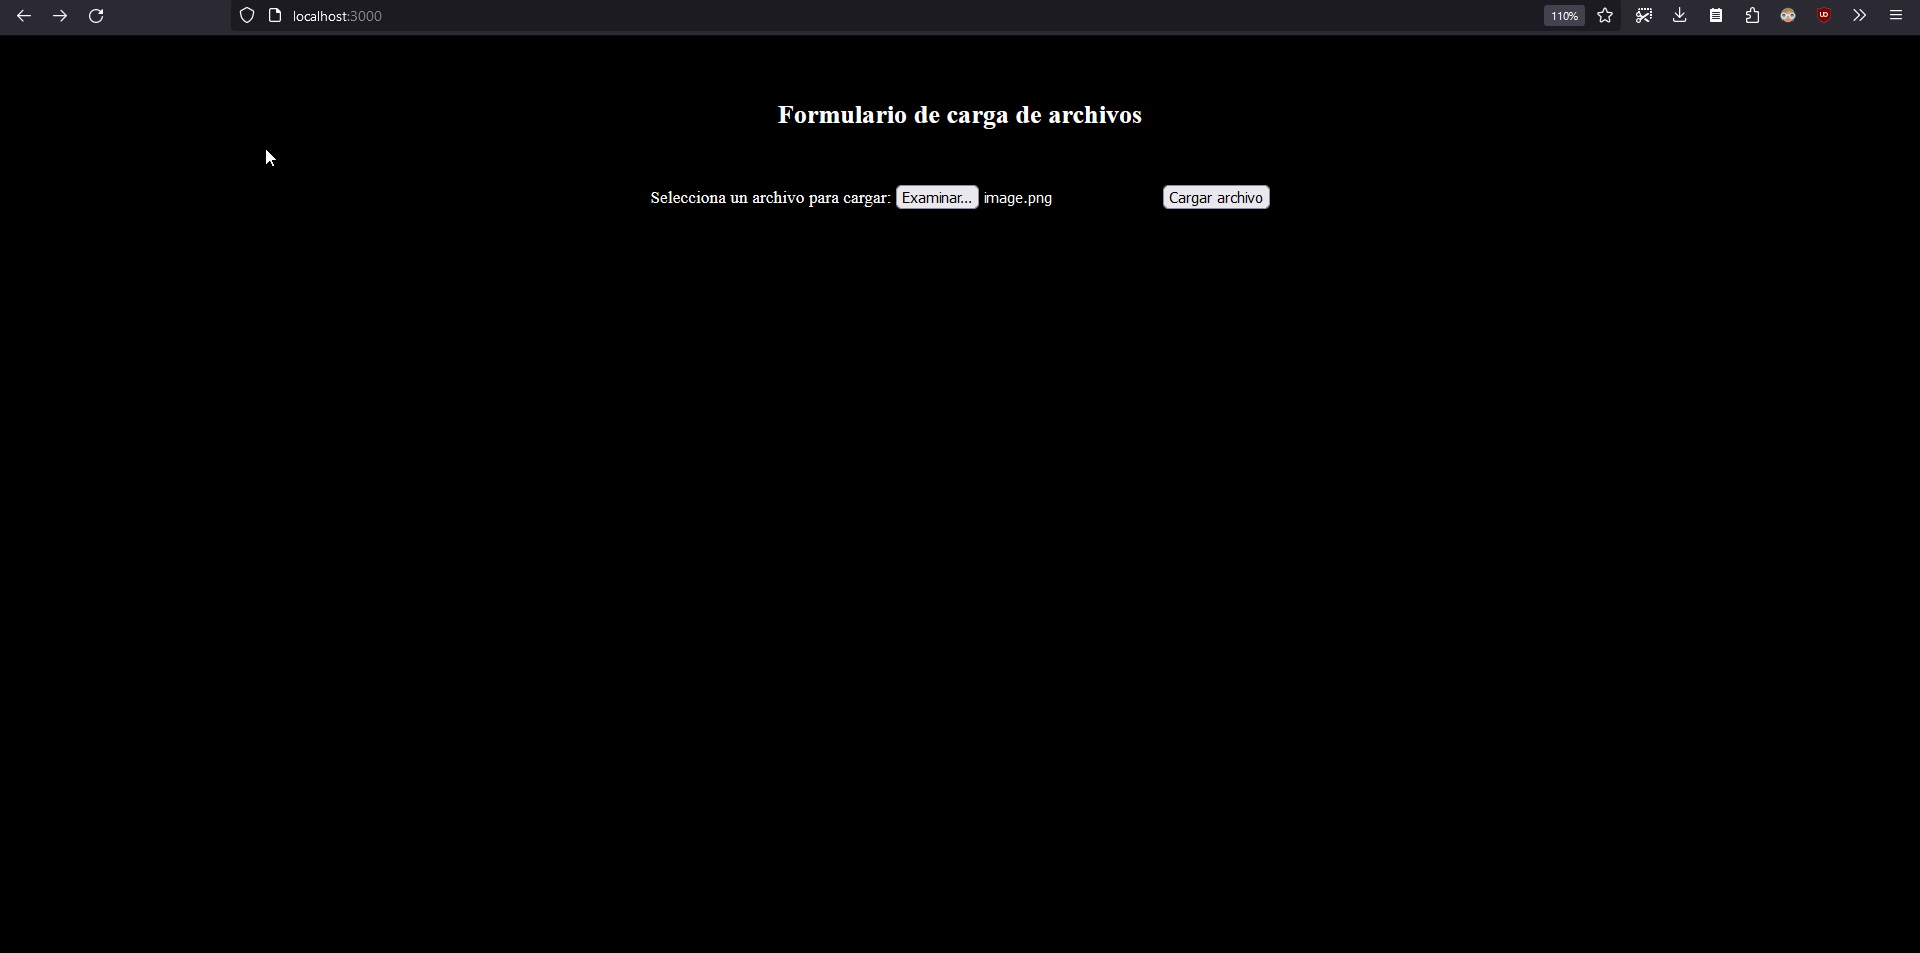 localhost:3000
110%
Formulario de carga de archivos
Selecciona un archivo para cargar: Examinar... image.png Cargar archivo